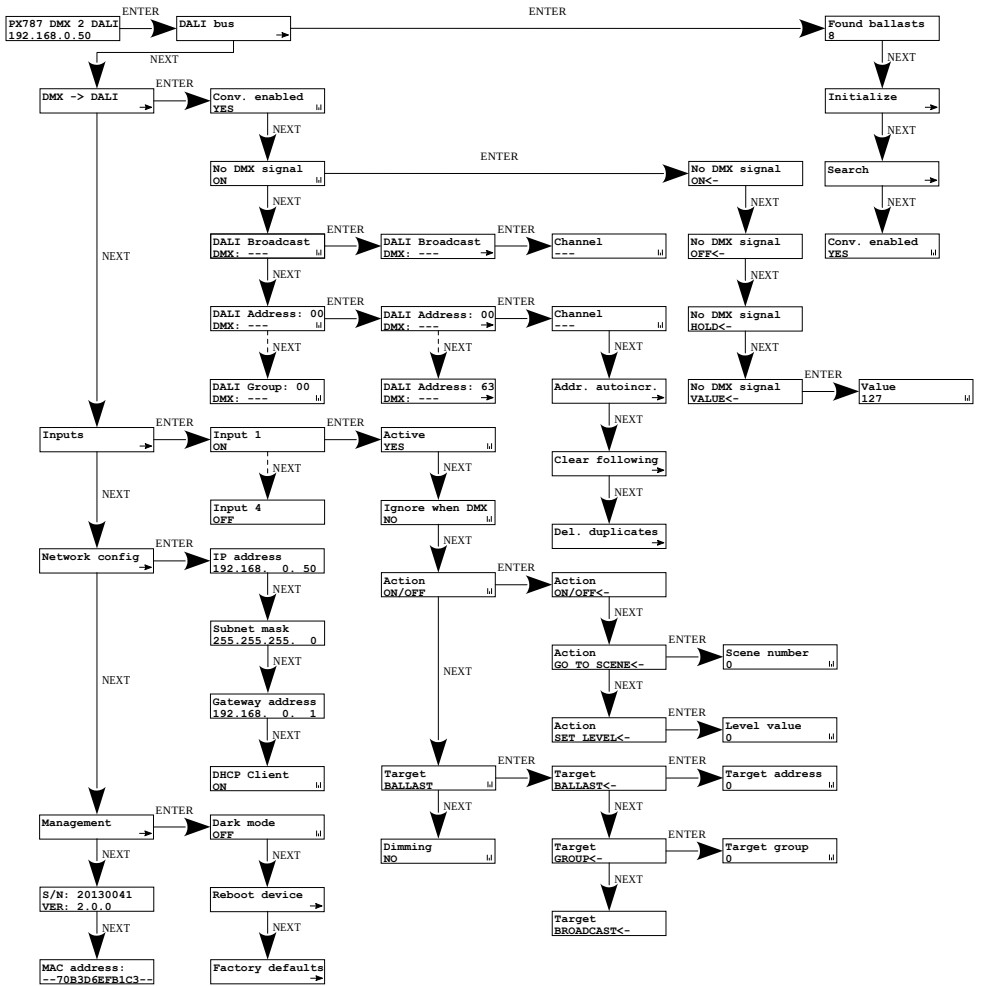 ENTER
ENTER
PX787 DMX 2 DALI
192.168.0.50
DALI bus
Found ballasts
8
NEXT
NEXT
DMX -> DALI
ENTER
Conv. enabled
YES
Initialize
NEXT
NEXT
ENTER
No DMX signal
ON
No DMX signal
ON<-
Search
NEXT
NEXT
NEXT
NEXT
DALI Broadcast
DMX: ---
ENTER
DALI Broadcast
DMX: ---
ENTER
Channel
---
No DMX signal
OFF<-
Conv. enabled
YES
NEXT
NEXT
DALI Address: 00
DMX: ---
ENTER
DALI Address: 00
DMX: ---
ENTER
Channel
---
No DMX signal
HOLD<-
NEXT
NEXT
NEXT
NEXT
DALI Group: 00
DMX: ---
DALI Address: 63
DMX: ---
Addr. autoincr.
No DMX signal
VALUE<-
ENTER
Value
127
NEXT
Inputs
ENTER
Input 1
ON
ENTER
Active
YES
Clear following
NEXT
NEXT
NEXT
NEXT
Input 4
OFF
Ignore when DMX
NO
Del. duplicates
NEXT
Network config
ENTER
IP address
192.168.  0. 50
Action
ON/OFF
ENTER
Action
ON/OFF<-
NEXT
NEXT
Subnet mask
255.255.255.  0
Action
GO TO SCENE<-
ENTER
Scene number
0
NEXT
NEXT
NEXT
NEXT
Gateway address
192.168.  0.  1
Action
SET LEVEL<-
ENTER
Level value
0
NEXT
DHCP Client
ON
Target
BALLAST
ENTER
Target
BALLAST<-
ENTER
Target address
0
NEXT
NEXT
Management
ENTER
Dark mode
OFF
Dimming
NO
Target
GROUP<-
ENTER
Target group
0
NEXT
NEXT
NEXT
S/N: 20130041
VER: 2.0.0
Reboot device
Target
BROADCAST<-
NEXT
NEXT
MAC address:
--70B3D6EFB1C3--
Factory defaults